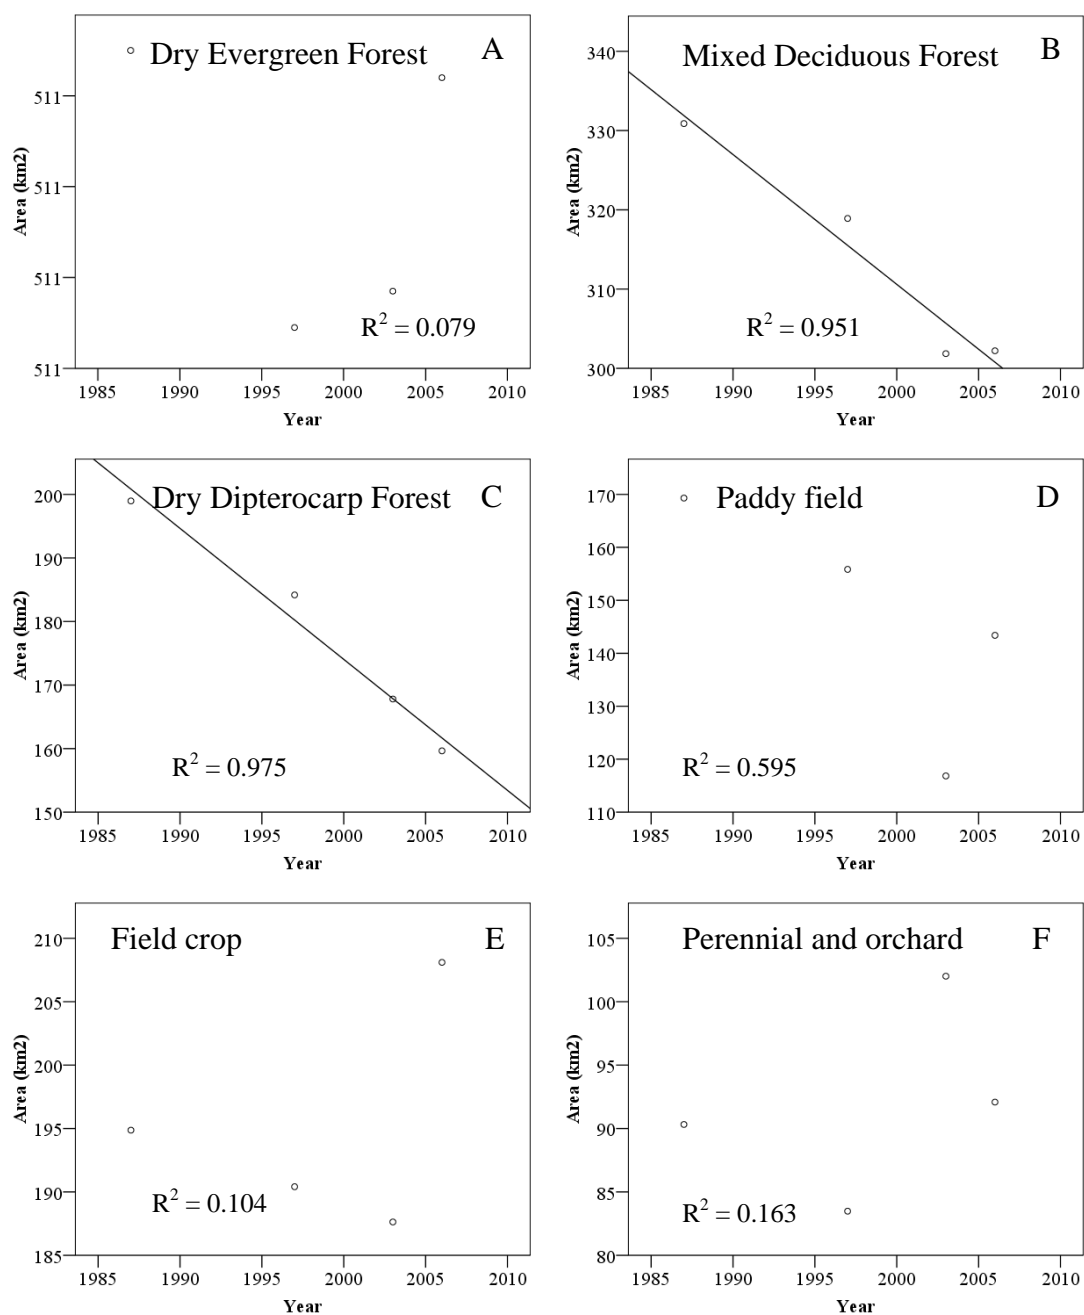 Dry Evergreen Forest A
511
511
511
511
Area (km2)
R2 = 0.079
1985 1990 1995 2000 2005 2010
Year
Mixed Deciduous Forest B
340
330
320
310
300
Area (km2)
R2 = 0.951
1985 1990 1995 2000 2005 2010
Year
Dry Dipterocarp Forest C
200
190
180
170
160
150
Area (km2)
R2 = 0.975
1985 1990 1995 2000 2005 2010
Year
Paddy field D
170
160
150
140
130
120
110
Area (km2)
R2 = 0.595
1985 1990 1995 2000 2005 2010
Year
Field crop E
210
205
200
195
190
185
Area (km2)
R2 = 0.104
1985 1990 1995 2000 2005 2010
Year
Perennial and orchard F
105
100
95
90
85
80
Area (km2)
R2 = 0.163
1985 1990 1995 2000 2005 2010
Year